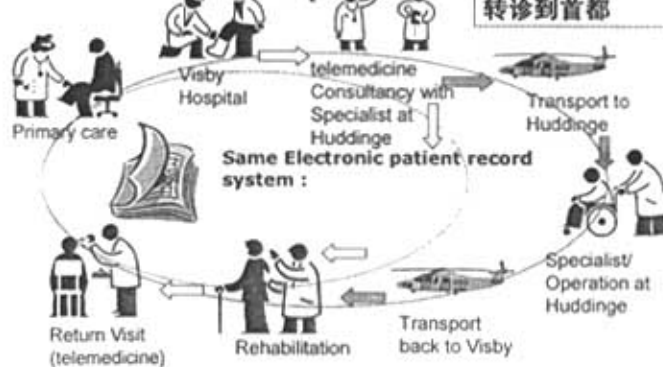 转诊到首都
Visby
Hospital
telemedicine
Consultancy with
Specialist at
Huddinge
Primary care
Transport to
Huddinge
Same Electronic patient record
system :
Specialist/
Operation at
Huddinge
Transport
back to Visby
Rehabilitation
Return Visit
(telemedicine)